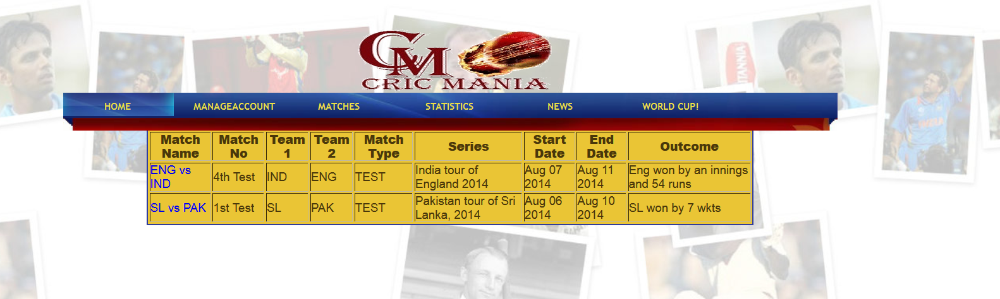 CM
CRIC MANIA
HOME MANAGEACCOUNT MATCHES STATISTICS NEWS WORLD CUP!
Match Name Match No Team 1 Team 2 Match Type Series Start Date End Date Outcome
ENG vs IND 4th Test IND ENG TEST India tour of England 2014 Aug 07 2014 Aug 11 2014 Eng won by an innings and 54 runs
SL vs PAK 1st Test SL PAK TEST Pakistan tour of Sri Lanka, 2014 Aug 06 2014 Aug 10 2014 SL won by 7 wkts